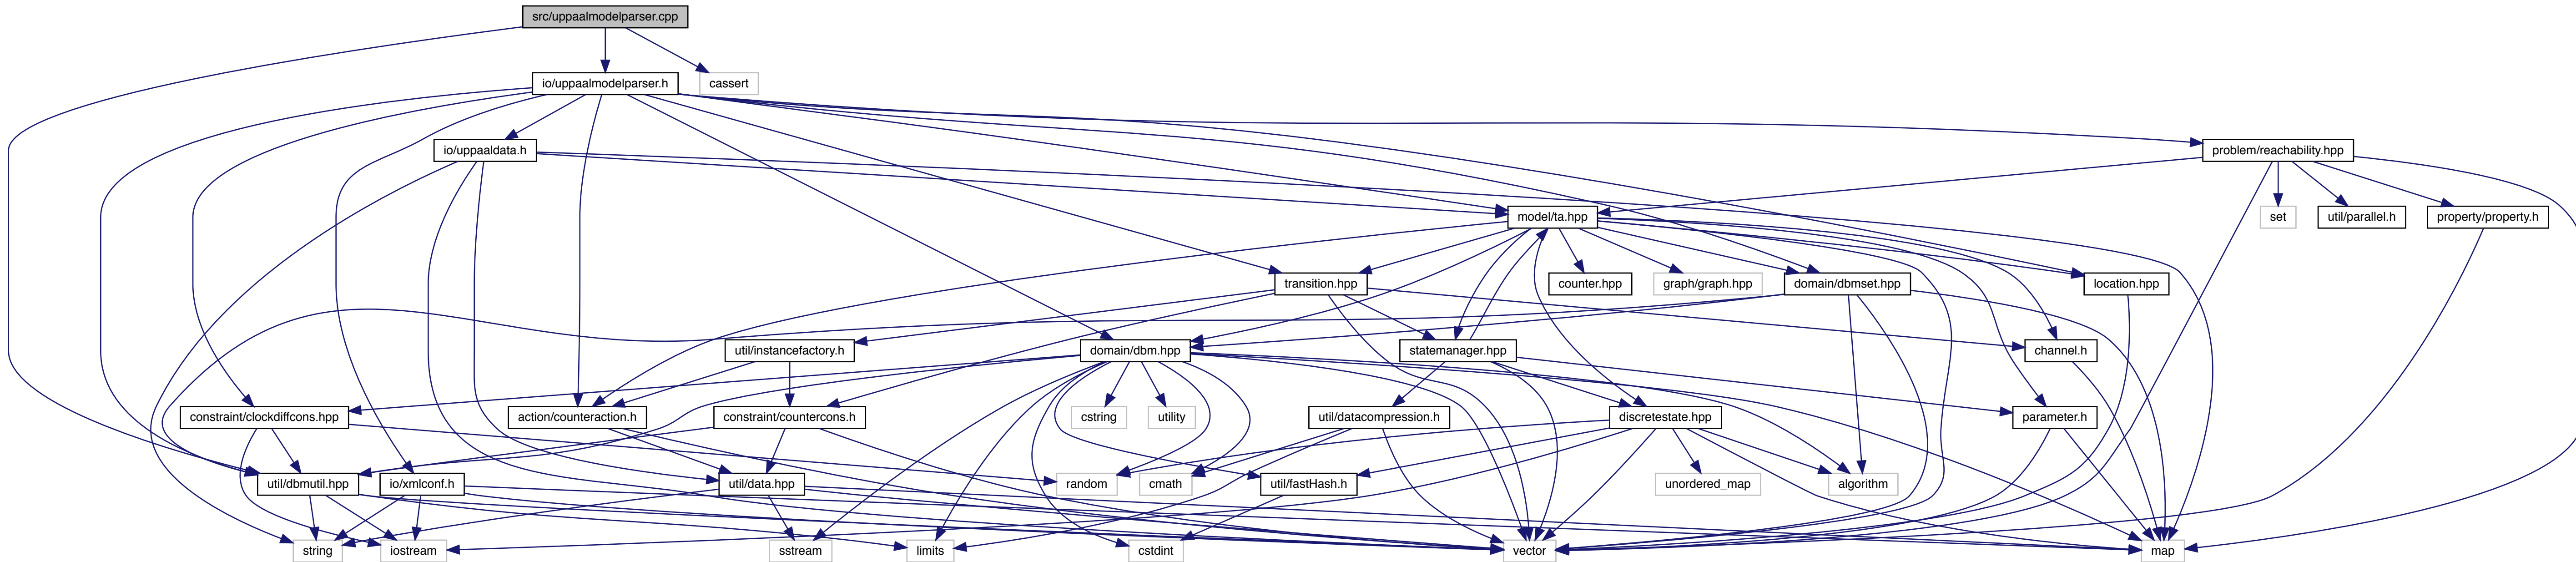 src/uppaalmodelparser.cpp
io/uppaalmodelparser.h
cassert
io/uppaaldata.h
problem/reachability.hpp
model/ta.hpp
set
util/parallel.h
property/property.h
transition.hpp
counter.hpp
graph/graph.hpp
domain/dbmset.hpp
location.hpp
util/instancefactory.h
domain/dbm.hpp
statemanager.hpp
channel.h
constraint/clockdiffcons.hpp
action/counteraction.h
constraint/countercons.h
cstring
utility
util/datacompression.h
discretestate.hpp
parameter.h
util/dbmutil.hpp
io/xmlconf.h
util/data.hpp
random
cmath
util/fastHash.h
unordered_map
algorithm
string
iostream
sstream
limits
cstdint
vector
map